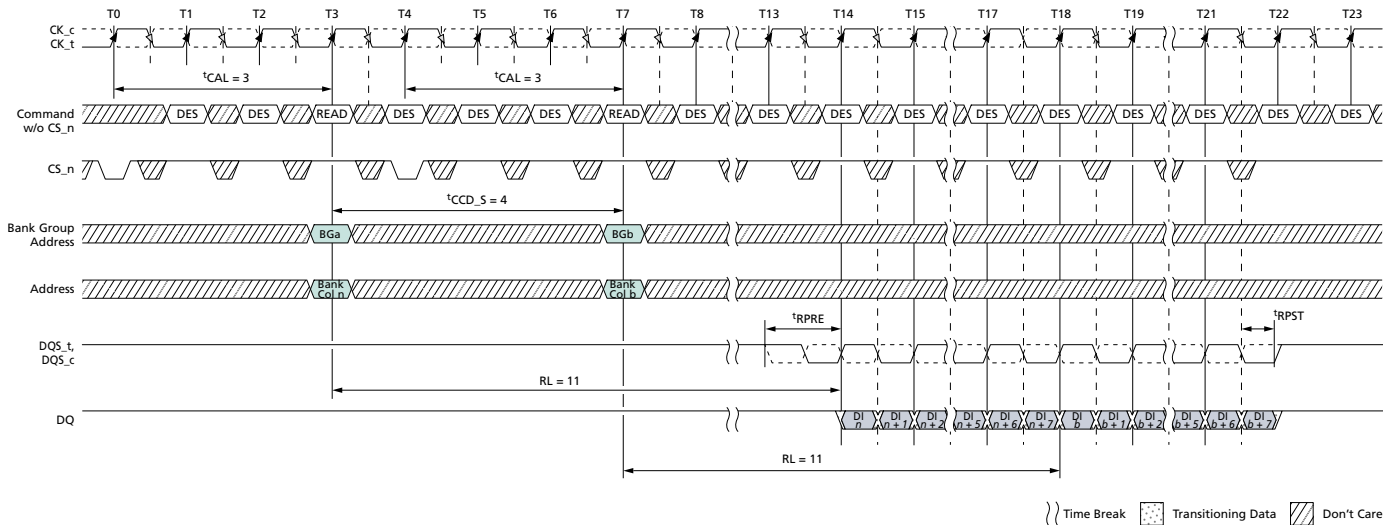 T0 T1 T2 T3 T4 T5 T6 T7 T8 T13 T14 T15 T17 T18 T19 T21 T22 T23
CK_c
CK_t
tCAL = 3 tCAL = 3
Command w/o CS_n DES DES READ DES DES DES READ DES DES DES DES DES DES DES DES DES DES
CS_n
tCCD_S = 4
Bank Group Address BGa BGb
Address Bank Col n Bank Col b
tRPRE tRPST
DQS_t,
DQS_c
RL = 11
DQ DI n DI n + 1 DI n + 2 DI n + 5 DI n + 6 DI n + 7 DI b DI b + 1 DI b + 2 DI b + 5 DI b + 6 DI b + 7
RL = 11
Time Break Transitioning Data Don't Care